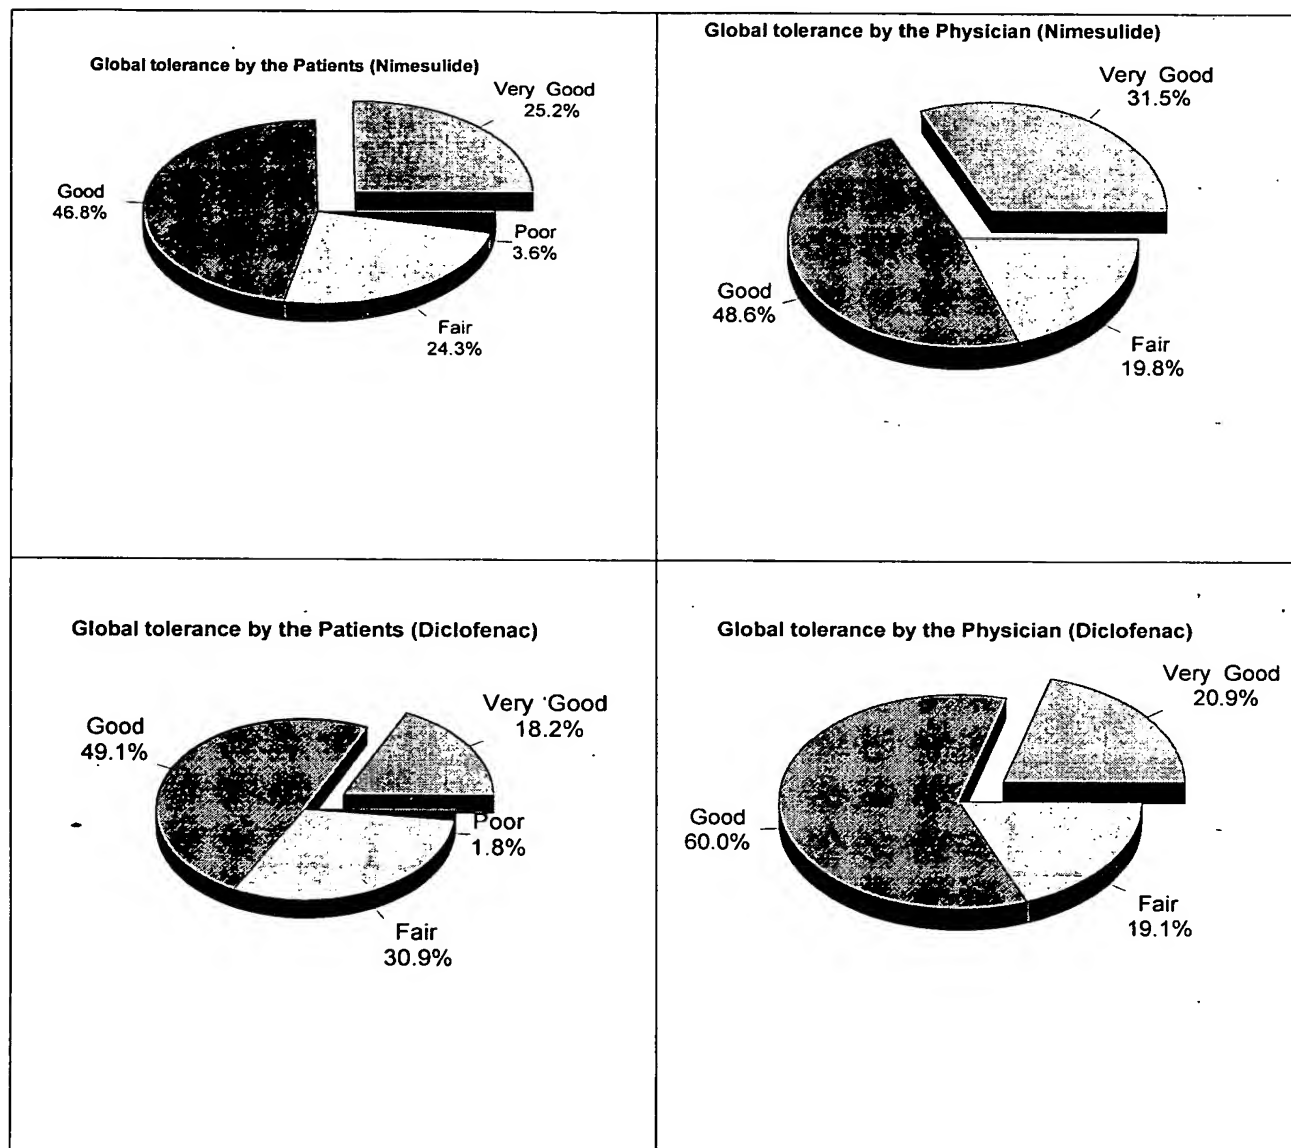 Global tolerance by the Patients (Nimesulide)
Very Good
25.2%
Good
46.8%
Poor
3.6%
Fair
24.3%
Global tolerance by the Physician (Nimesulide)
Very Good
31.5%
Good
48.6%
Fair
19.8%
Global tolerance by the Patients (Diclofenac)
Very Good
18.2%
Good
49.1%
Poor
1.8%
Fair
30.9%
Global tolerance by the Physician (Diclofenac)
Very Good
20.9%
Good
60.0%
Fair
19.1%